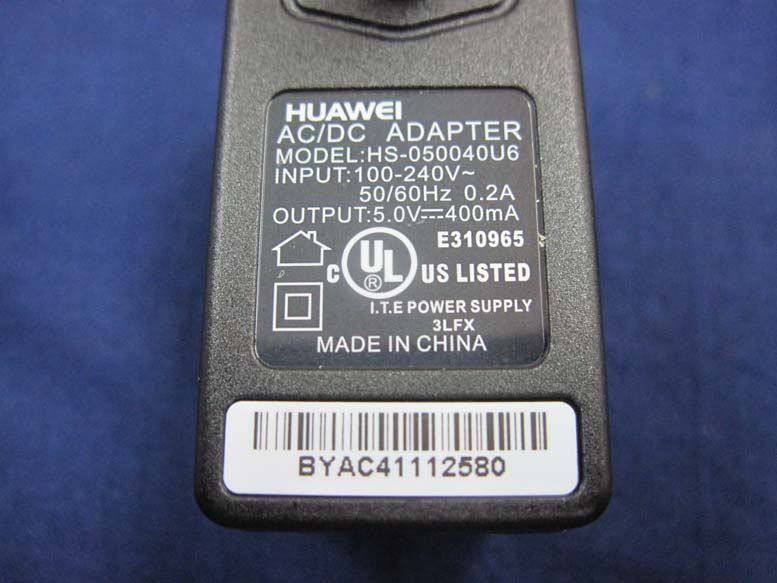 HUAWEI
AC/DC ADAPTER
MODEL:HS-050040U6
INPUT:100-240V~
50/60Hz 0.2A
OUTPUT:5.0V⎓400mA
E310965
C UL US LISTED
®
I.T.E POWER SUPPLY
3LFX
MADE IN CHINA
BYAC41112580